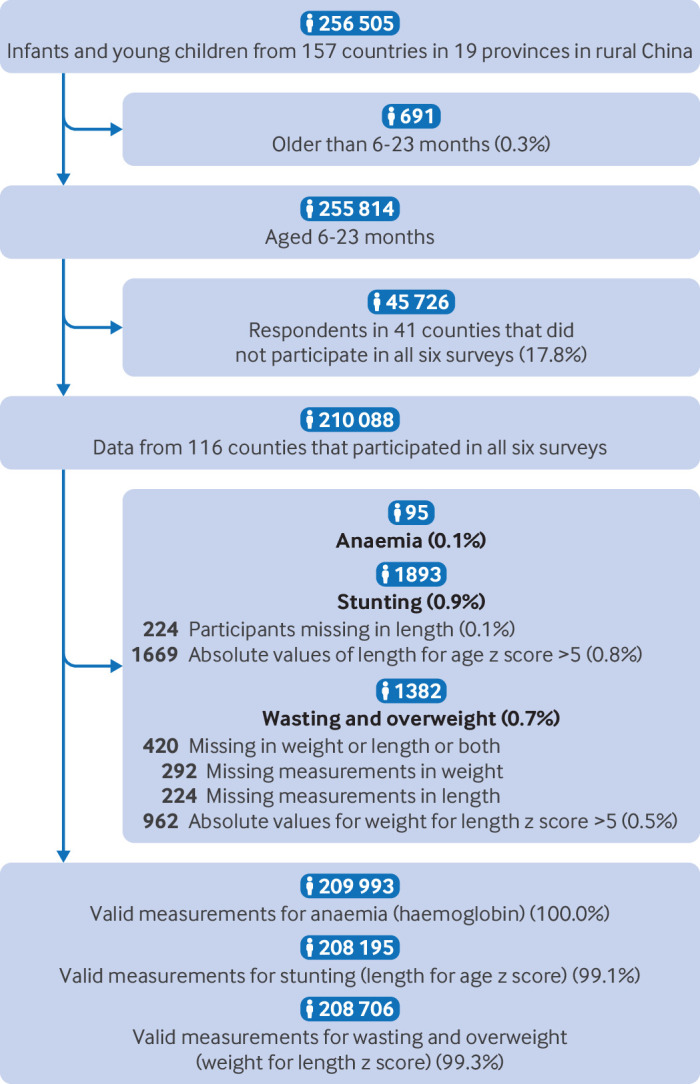 256 505
Infants and young children from 157 countries in 19 provinces in rural China
691
Older than 6-23 months (0.3%)
255 814
Aged 6-23 months
45 726
Respondents in 41 counties that did
not participate in all six surveys (17.8%)
210 088
Data from 116 counties that participated in all six surveys
95
Anaemia (0.1%)
1893
Stunting (0.9%)
224 Participants missing in length (0.1%)
1669 Absolute values of length for age z score >5 (0.8%)
1382
Wasting and overweight (0.7%)
420 Missing in weight or length or both
292 Missing measurements in weight
224 Missing measurements in length
962 Absolute values for weight for length z score >5 (0.5%)
209 993
Valid measurements for anaemia (haemoglobin) (100.0%)
208 195
Valid measurements for stunting (length for age z score) (99.1%)
208 706
Valid measurements for wasting and overweight
(weight for length z score) (99.3%)